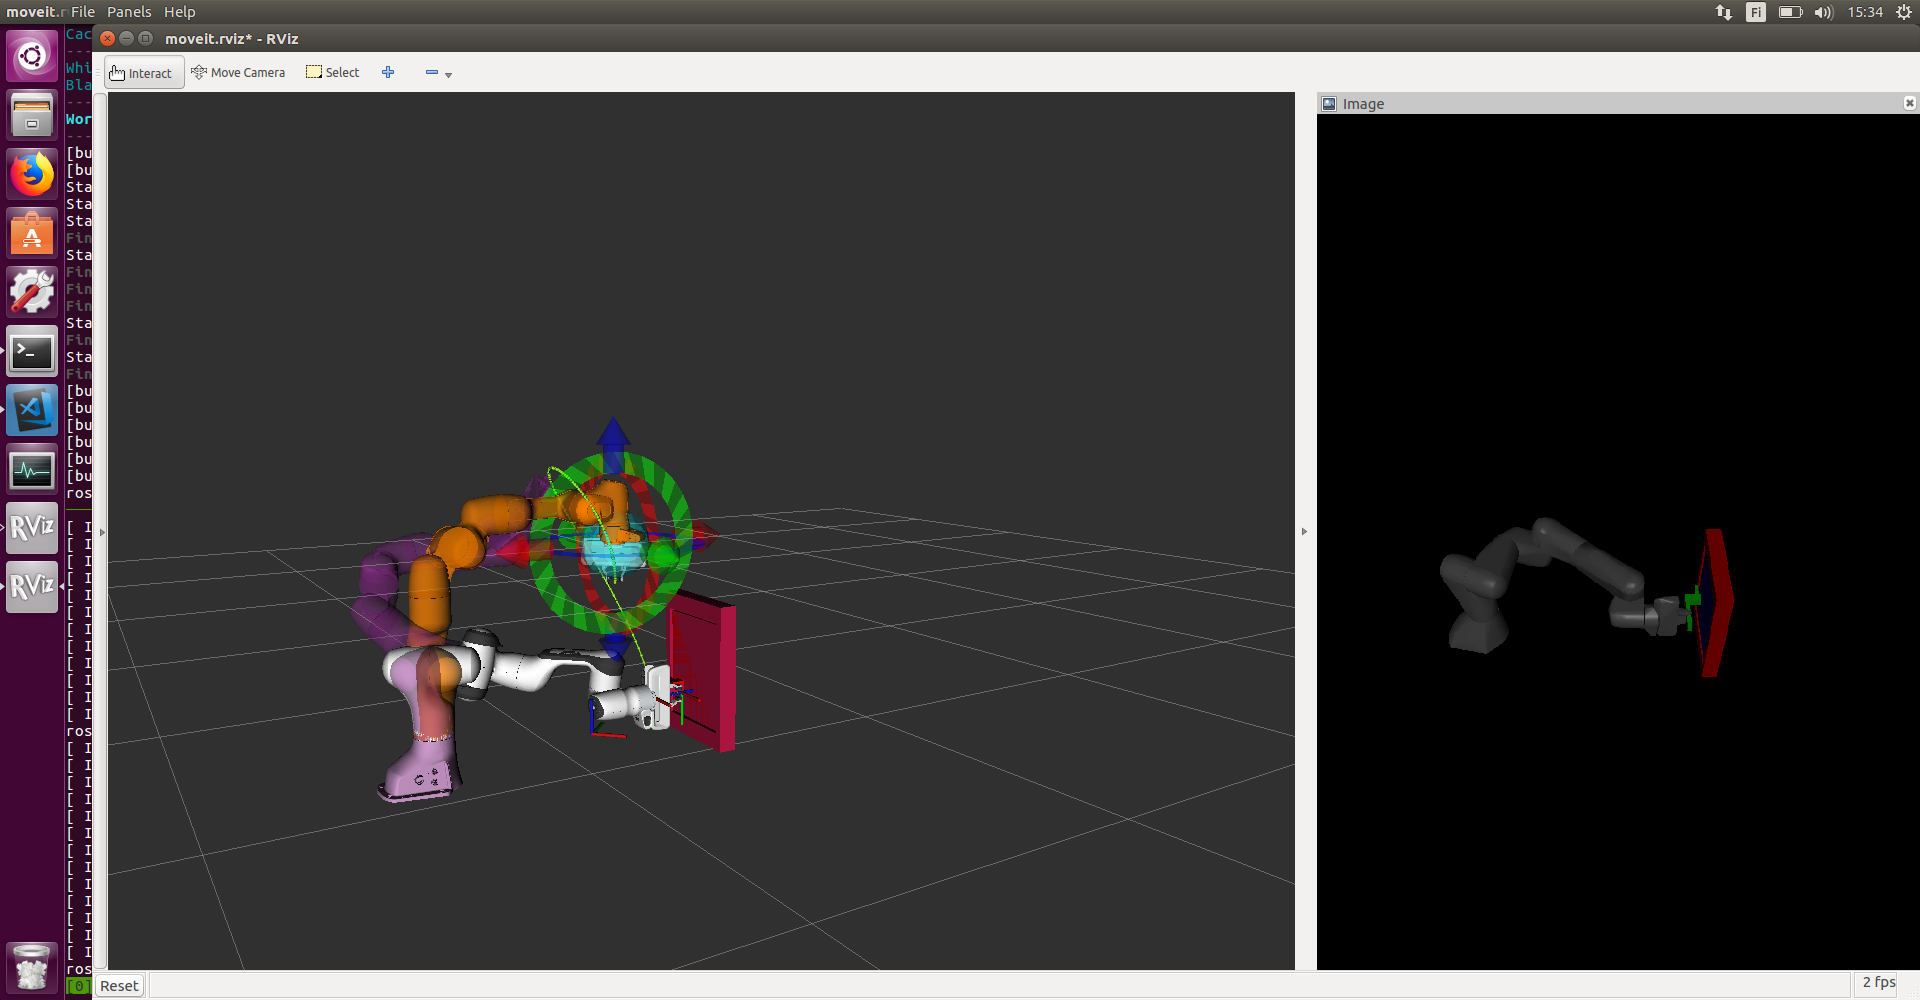 moveit.r File Panels Help
Fi 15:34
moveit.rviz* - RViz
Interact Move Camera Select
Image
Cac
---
Whi
Bla
---
Wor
---
[bu
[bu
Sta
Sta
Sta
Fin
Sta
Fin
Fin
Fin
Sta
Fin
Sta
Fin
[bu
[bu
[bu
[bu
[bu
[bu
ros
[ I
[ I
[ I
[ I
[ I
[ I
[ I
[ I
[ I
[ I
[ I
[ I
ros
[ I
[ I
[ I
[ I
[ I
[ I
[ I
[ I
[ I
[ I
[ I
[ I
[ I
ros
[0]
RViz
RViz
Reset
2 fps